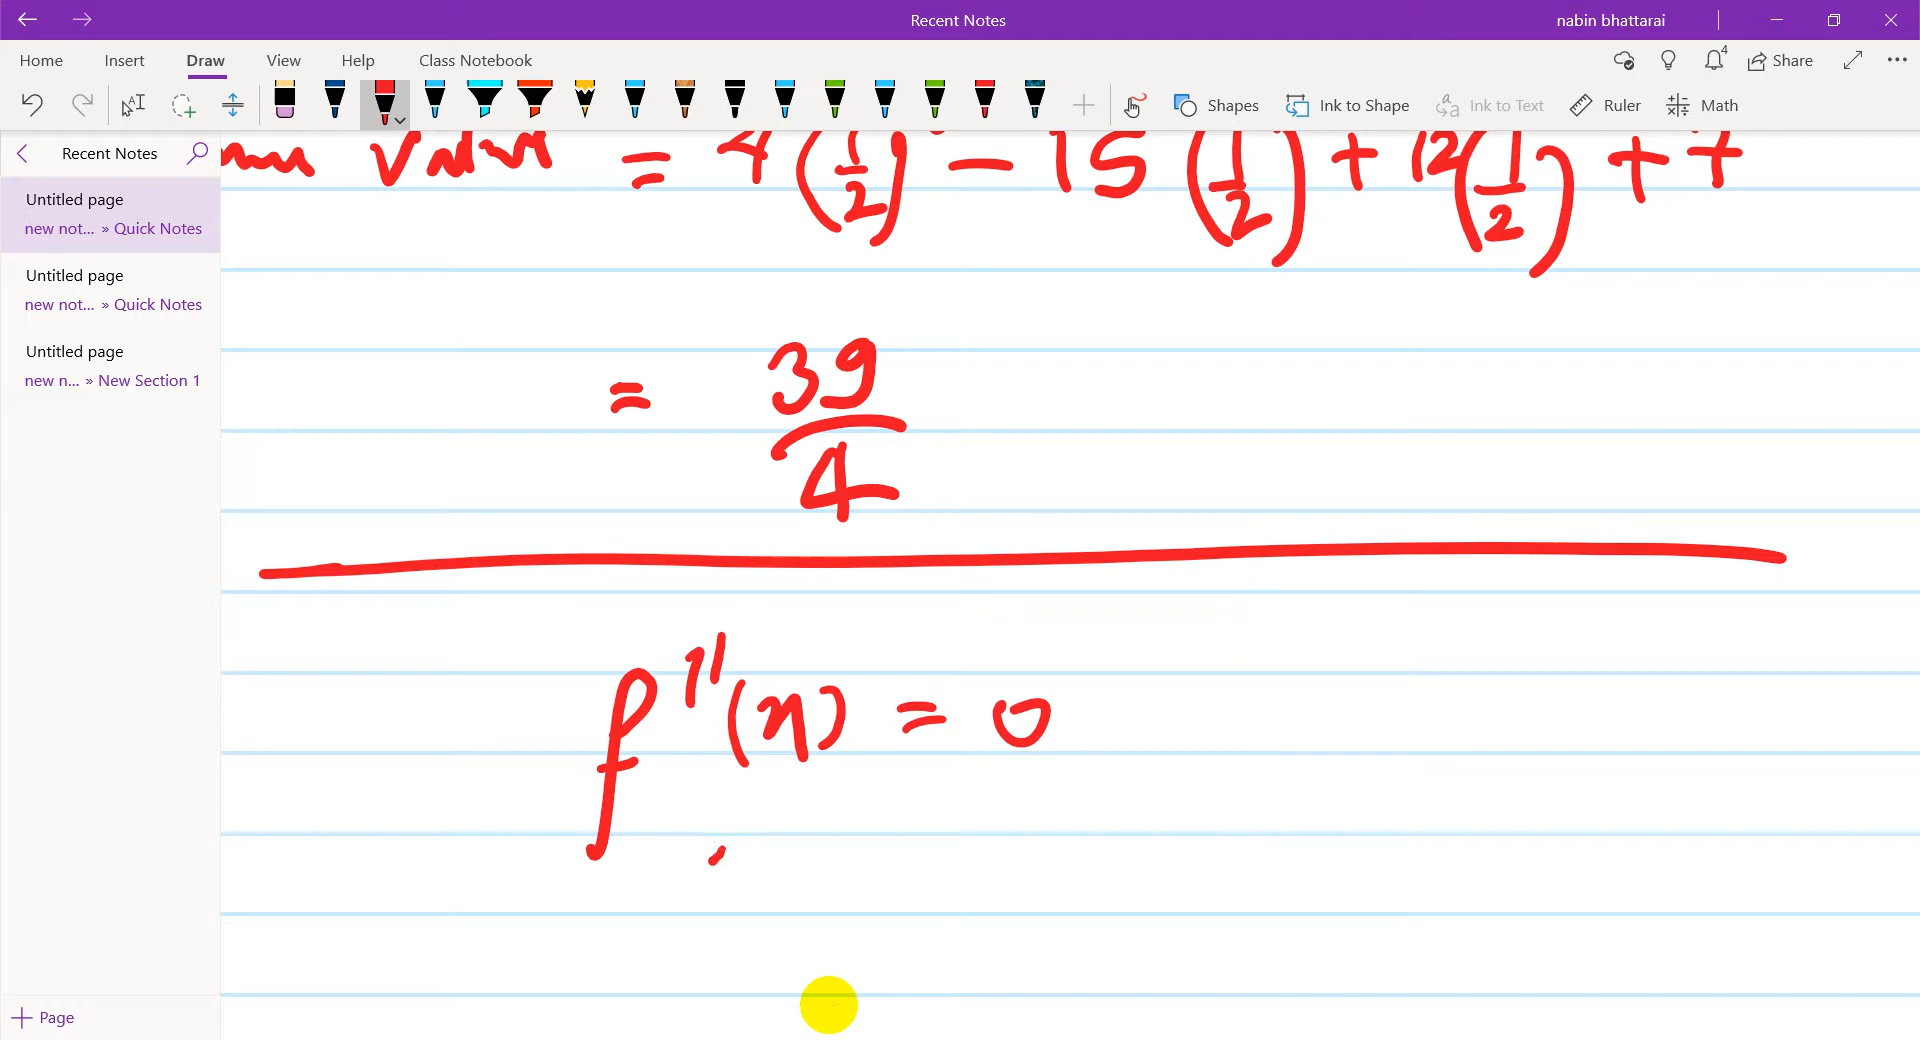 Recent Notes
nabin bhattarai
Home Insert Draw View Help Class Notebook
4
Share
Shapes
Ink to Shape
Ink to Text
Ruler
Math
Recent Notes
Untitled page
new not... » Quick Notes
Untitled page
new not... » Quick Notes
Untitled page
new n... » New Section 1
Page
= 4(1/2) - 15(1/2) + 12(1/2) + 7
= 39/4
f''(x) = 0